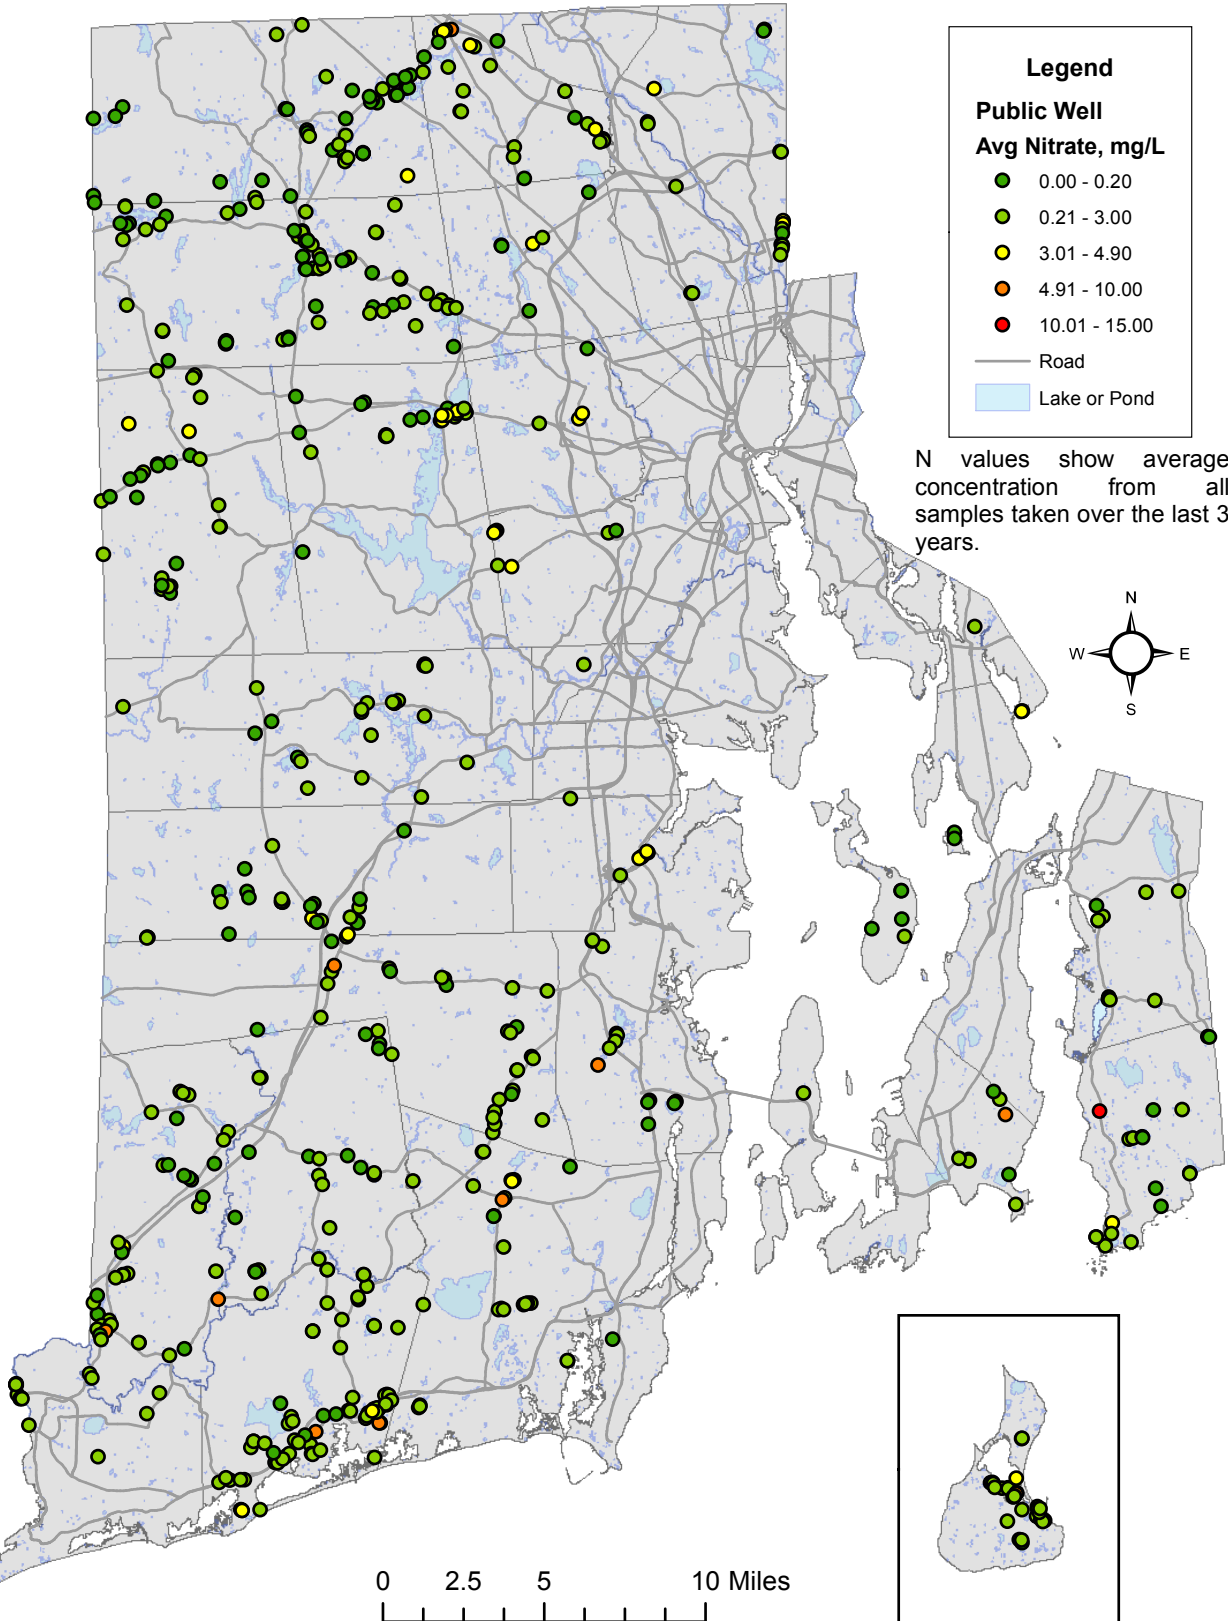 Legend
Public Well
Avg Nitrate, mg/L
0.00 - 0.20
0.21 - 3.00
3.01 - 4.90
4.91 - 10.00
10.01 - 15.00
Road
Lake or Pond
N values show average
concentration from all
samples taken over the last 3
years.
N
W E
S
0 2.5 5 10 Miles